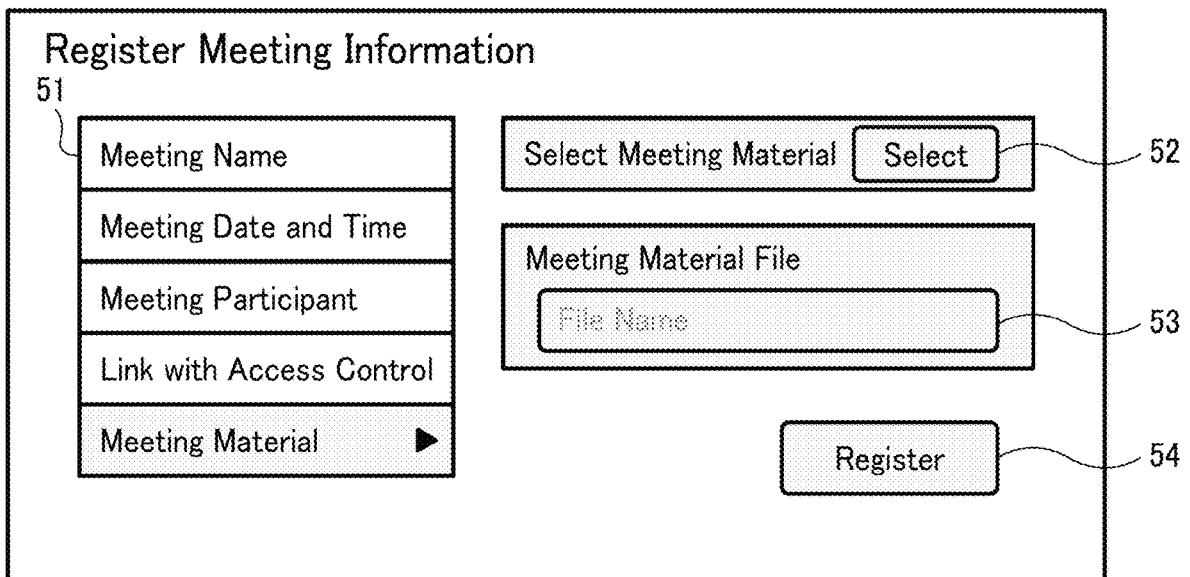 Register Meeting Information
51
Meeting Name
Meeting Date and Time
Meeting Participant
Link with Access Control
Meeting Material
Select Meeting Material
Select
52
Meeting Material File
File Name
53
Register
54